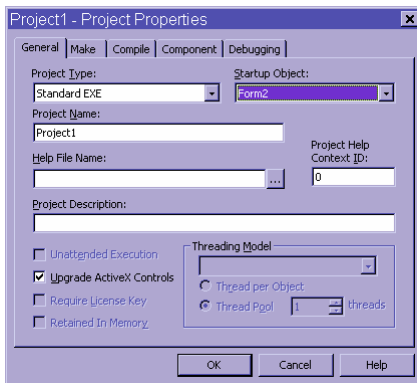 Project1 - Project Properties
General Make Compile Component Debugging
Project Type: Startup Object:
Standard EXE Form2
Project Name:
Project1
Project Help
Help File Name: Context ID:
... 0
Project Description:
Unattended Execution Threading Model
Upgrade ActiveX Controls
Thread per Object
Require License Key
Thread Pool 1 threads
Retained In Memory
OK Cancel Help